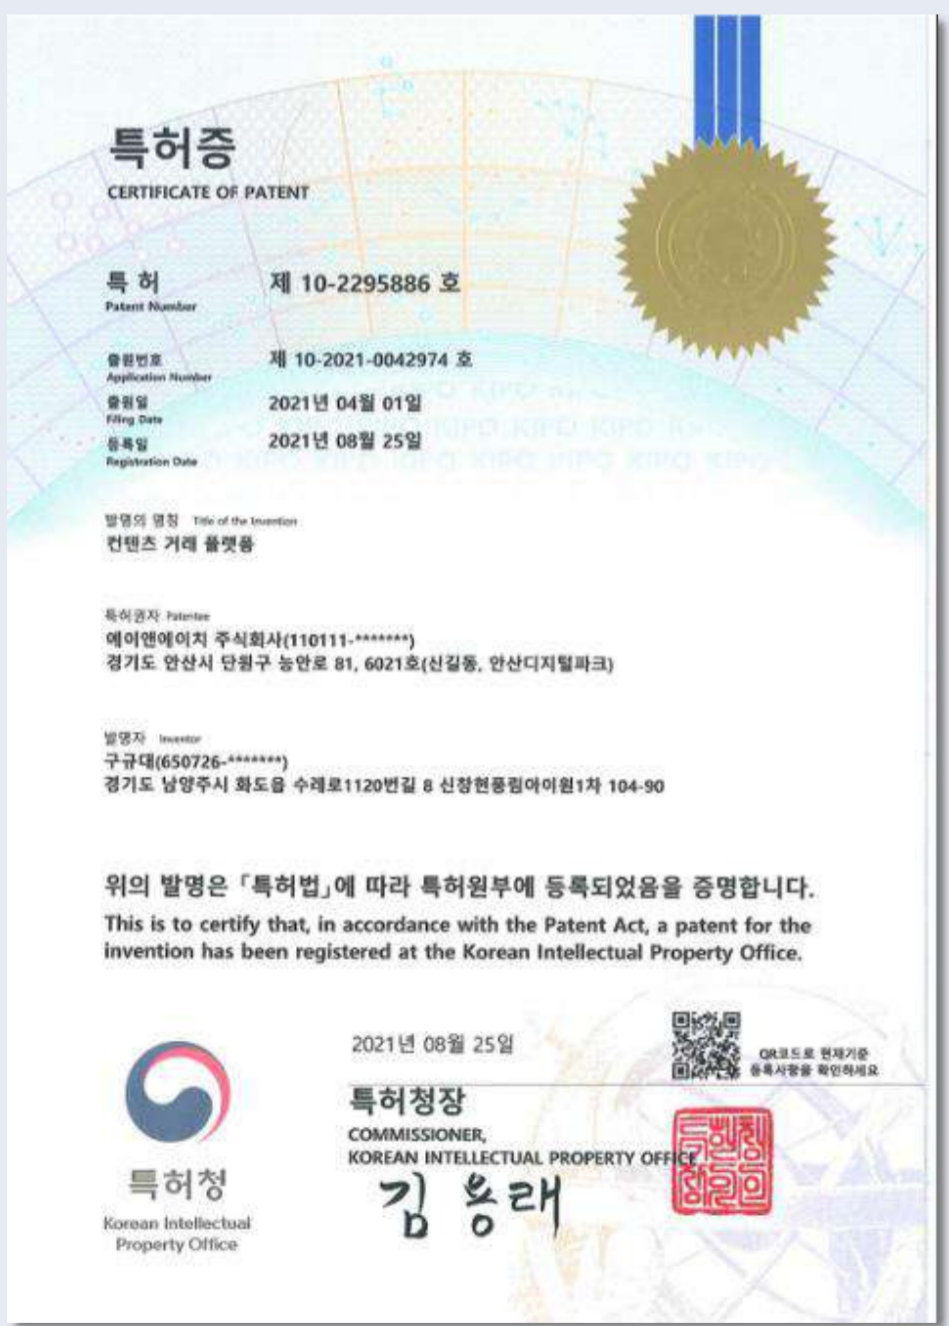 특허증
CERTIFICATE OF PATENT
특 허 제 10-2295886 호
Patent Number
출원번호 제 10-2021-0042974 호
Application Number
출원일 2021년 04월 01일
Filing Date
등록일 2021년 08월 25일
Registration Date
발명의 명칭 Title of the Invention
컨텐츠 거래 플랫폼
특허권자 Patentee
에이앤에이치 주식회사(110111-*******)
경기도 안산시 단원구 능안로 81, 6021호(신길동, 안산디지털파크)
발명자 Inventor
구규대(650726-*******)
경기도 남양주시 화도읍 수레로1120번길 8 신창현풍림아이원1차 104-90
위의 발명은 「특허법」에 따라 특허원부에 등록되었음을 증명합니다.
This is to certify that, in accordance with the Patent Act, a patent for the
invention has been registered at the Korean Intellectual Property Office.
2021년 08월 25일
QR코드로 현재기준
등록사항을 확인하세요
특허청장
COMMISSIONER,
KOREAN INTELLECTUAL PROPERTY OFFICE
김용래
특허청
Korean Intellectual
Property Office